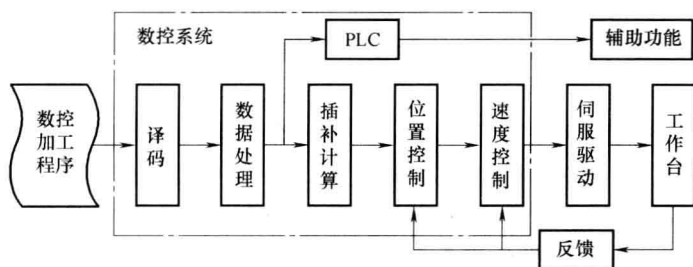 数控系统
PLC
辅助功能
数控
加工
程序
译码
数据处理
插补计算
位置控制
速度控制
伺服驱动
工作台
反馈